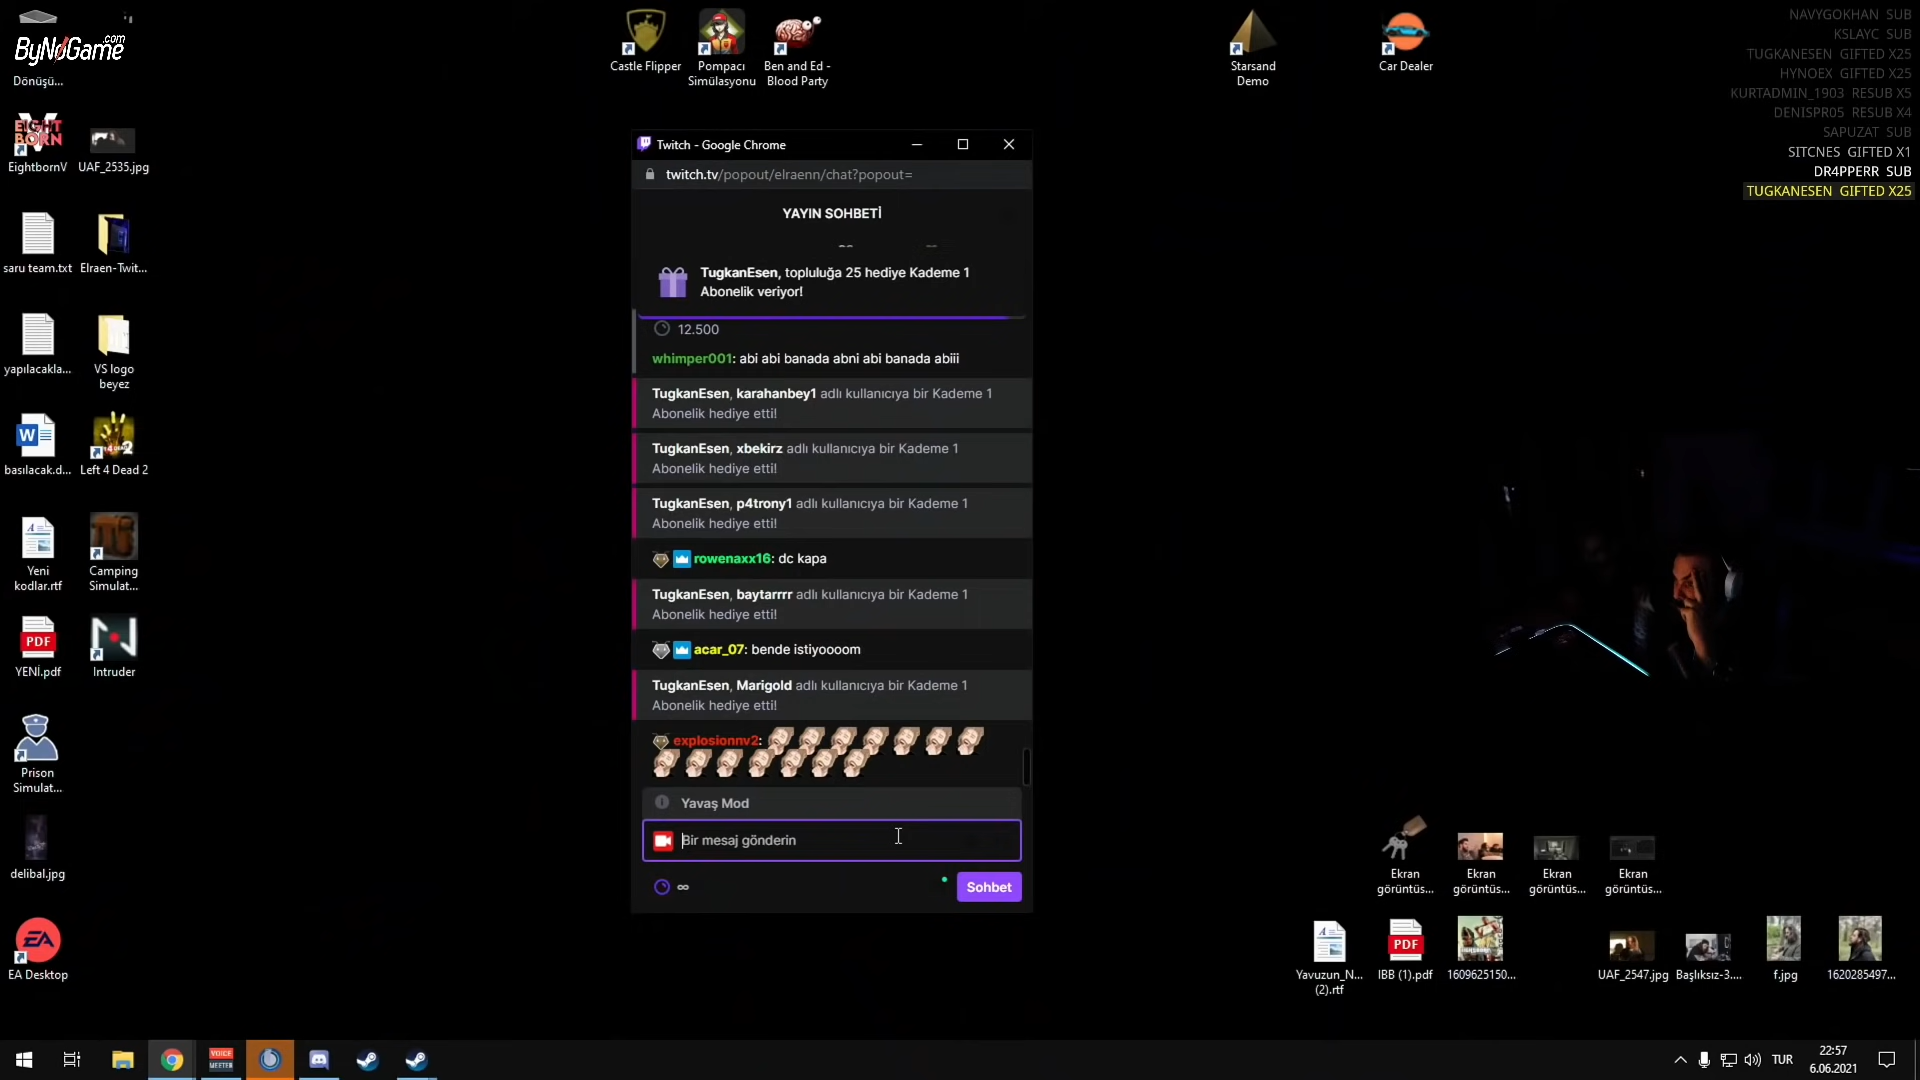 ByNoGame.com
Dönüşü...
EightbornV
UAF_2535.jpg
saru team.txt
Elraen-Twit...
yapılacakla...
VS logo
beyez
basılacak.d...
Left 4 Dead 2
Yeni
kodlar.rtf
Camping
Simulat...
PDF
YENİ.pdf
Intruder
Prison
Simulat...
delibal.jpg
EA
EA Desktop
Castle Flipper
Pompacı
Simülasyonu
Ben and Ed -
Blood Party
Starsand
Demo
Car Dealer
NAVYGOKHAN SUB
KSLAYC SUB
TUGKANESEN GIFTED X25
HYNOEX GIFTED X25
KURTADMIN_1903 RESUB X5
DENISPR05 RESUB X4
SAPUZAT SUB
SITCNES GIFTED X1
DR4PPERR SUB
TUGKANESEN GIFTED X25
Twitch - Google Chrome
twitch.tv/popout/elraenn/chat?popout=
YAYIN SOHBETİ
TugkanEsen, topluluğa 25 hediye Kademe 1
Abonelik veriyor!
12.500
whimper001: abi abi banada abni abi banada abiii
TugkanEsen, karahanbey1 adlı kullanıcıya bir Kademe 1
Abonelik hediye etti!
TugkanEsen, xbekirz adlı kullanıcıya bir Kademe 1
Abonelik hediye etti!
TugkanEsen, p4trony1 adlı kullanıcıya bir Kademe 1
Abonelik hediye etti!
rowenaxx16: dc kapa
TugkanEsen, baytarrrr adlı kullanıcıya bir Kademe 1
Abonelik hediye etti!
acar_07: bende istiyoooom
TugkanEsen, Marigold adlı kullanıcıya bir Kademe 1
Abonelik hediye etti!
explosionnv2:
Yavaş Mod
Bir mesaj gönderin
∞
Sohbet
Ekran
görüntüs...
Ekran
görüntüs...
Ekran
görüntüs...
Ekran
görüntüs...
Yavuzun_N...
(2).rtf
PDF
IBB (1).pdf
1609625150...
UAF_2547.jpg
Başlıksız-3....
f.jpg
1620285497...
VOICE
MEETER
TUR
22:57
6.06.2021